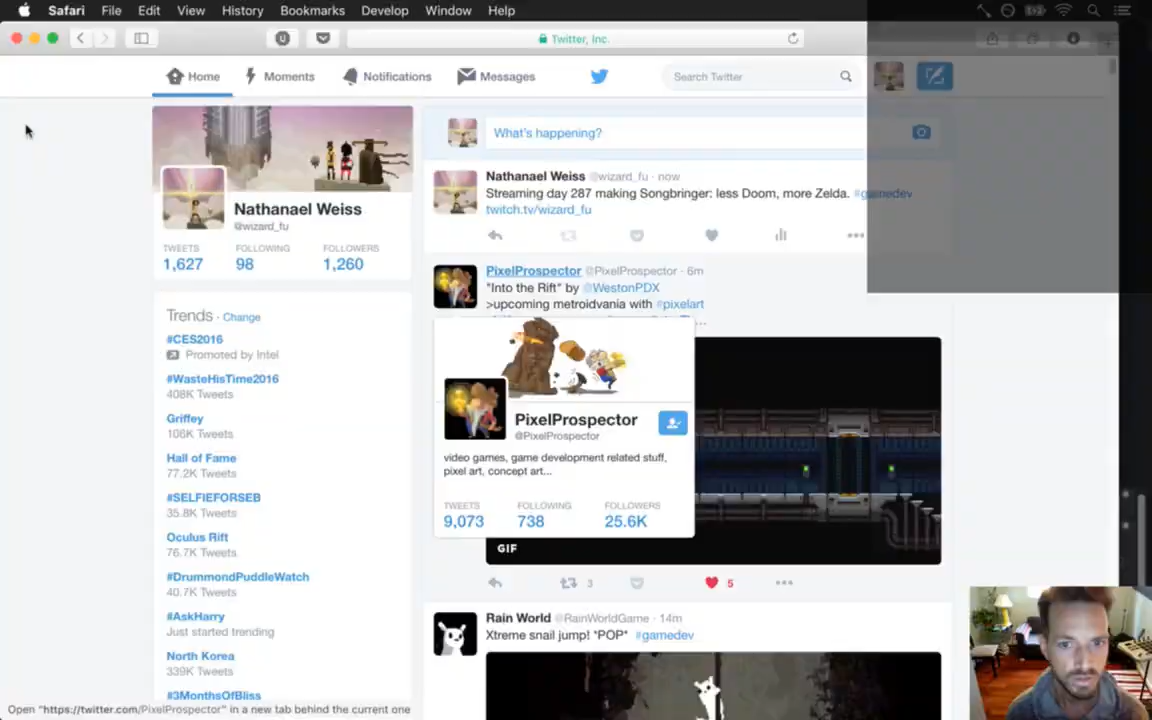 Safari File Edit View History Bookmarks Develop Window Help
Twitter, Inc.
Home Moments Notifications Messages Search Twitter
What's happening?
Nathanael Weiss
@wizard_fu
TWEETS FOLLOWING FOLLOWERS
1,627 98 1,260
Trends · Change
#CES2016
Promoted by Intel
#WasteHisTime2016
408K Tweets
Griffey
106K Tweets
Hall of Fame
77.2K Tweets
#SELFIEFORSEB
35.8K Tweets
Oculus Rift
76.7K Tweets
#DrummondPuddleWatch
40.7K Tweets
#AskHarry
Just started trending
North Korea
339K Tweets
#3MonthsOfBliss
Nathanael Weiss @wizard_fu · now
Streaming day 287 making Songbringer: less Doom, more Zelda. #gamedev
twitch.tv/wizard_fu
PixelProspector @PixelProspector · 6m
"Into the Rift" by @WestonPDX
>upcoming metroidvania with #pixelart
PixelProspector
@PixelProspector
video games, game development related stuff,
pixel art, concept art...
TWEETS FOLLOWING FOLLOWERS
9,073 738 25.6K
GIF
3 5
Rain World @RainWorldGame · 14m
Xtreme snail jump! *POP* #gamedev
Open "https://twitter.com/PixelProspector" in a new tab behind the current one